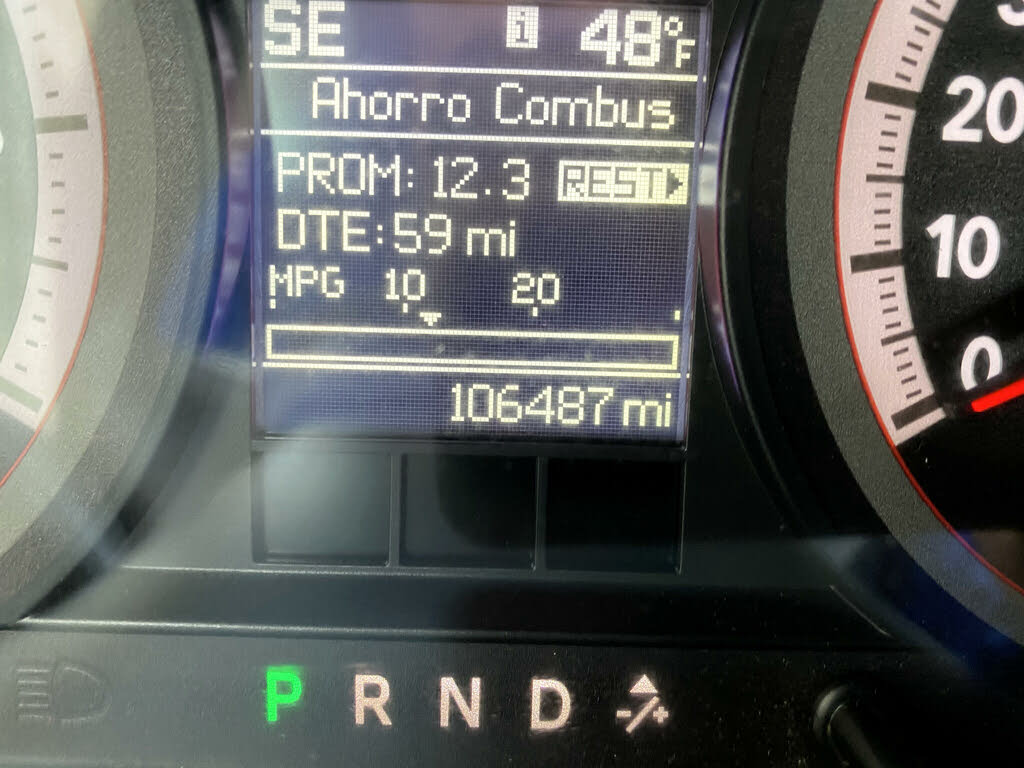 SE i 48°F
Ahorro Combus
PROM: 12.3 REST>
DTE: 59 mi
MPG 10 20
106487 mi
20
10
0
P R N D -/+